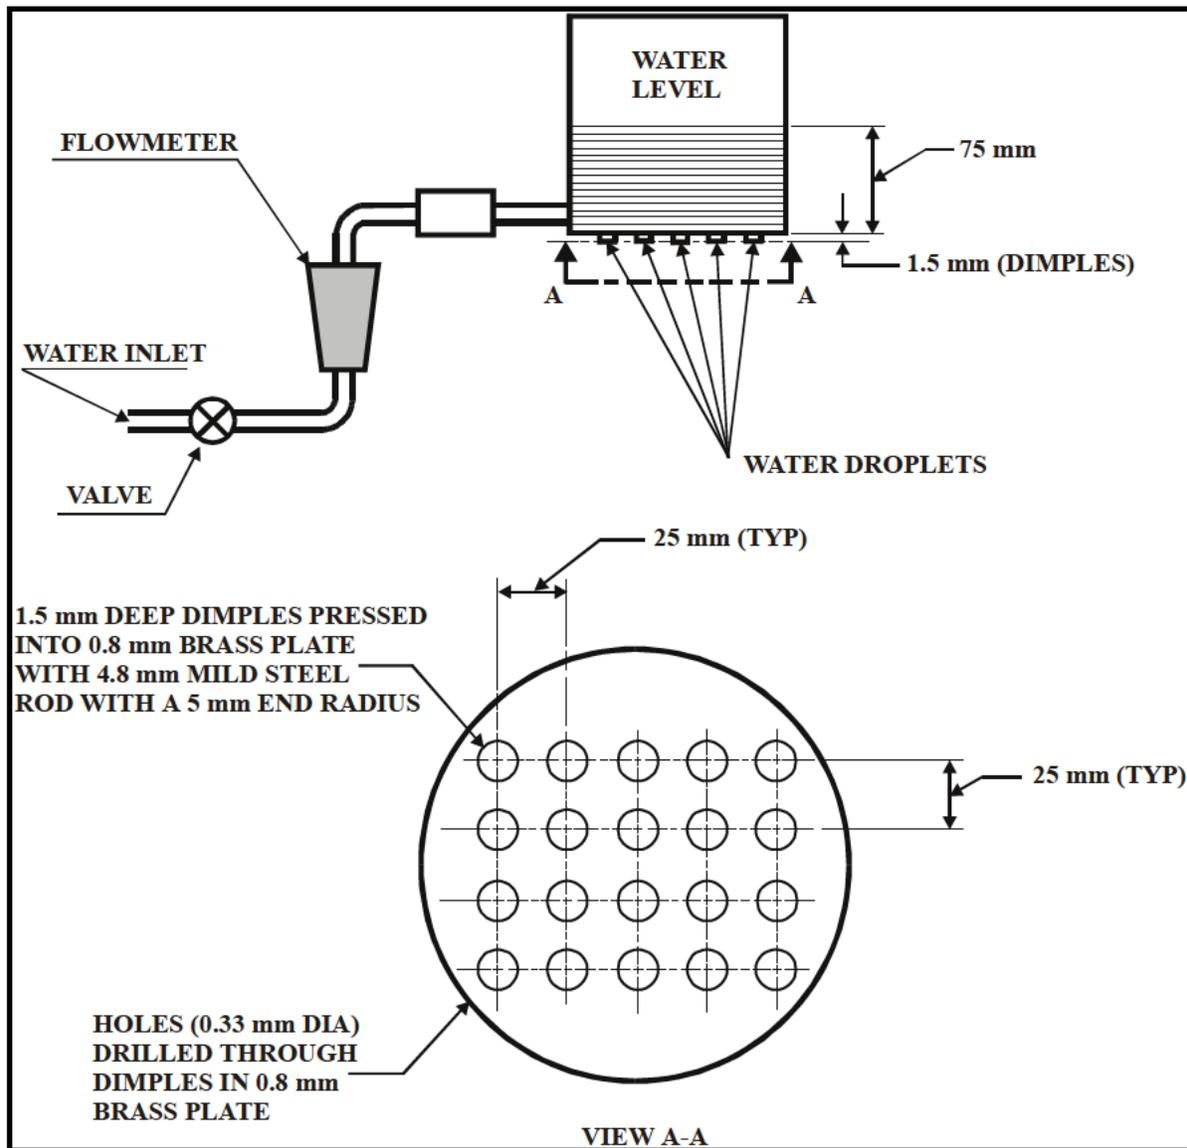 WATER
LEVEL
FLOWMETER
75 mm
1.5 mm (DIMPLES)
A
A
WATER INLET
WATER DROPLETS
VALVE
25 mm (TYP)
1.5 mm DEEP DIMPLES PRESSED
INTO 0.8 mm BRASS PLATE
WITH 4.8 mm MILD STEEL
ROD WITH A 5 mm END RADIUS
25 mm (TYP)
HOLES (0.33 mm DIA)
DRILLED THROUGH
DIMPLES IN 0.8 mm
BRASS PLATE
VIEW A-A